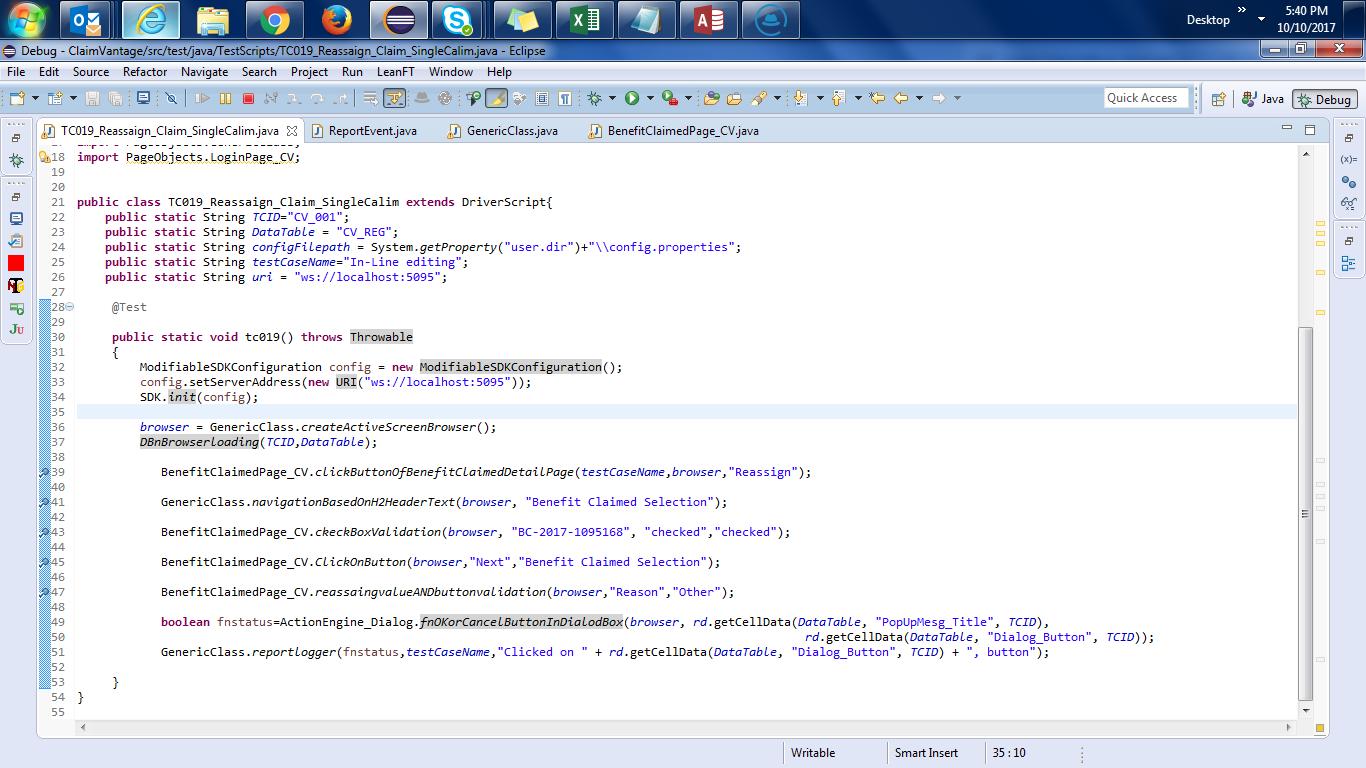 Desktop
»
5:40 PM
10/10/2017
Debug - ClaimVantage/src/test/java/TestScripts/TC019_Reassaign_Claim_SingleCalim.java - Eclipse
File Edit Source Refactor Navigate Search Project Run LeanFT Window Help
Quick Access Java Debug
TC019_Reassaign_Claim_SingleCalim.java ReportEvent.java GenericClass.java BenefitClaimedPage_CV.java
18 import PageObjects.LoginPage_CV;
19
20
21 public class TC019_Reassaign_Claim_SingleCalim extends DriverScript{
22 public static String TCID="CV_001";
23 public static String DataTable = "CV_REG";
24 public static String configFilepath = System.getProperty("user.dir")+"\\config.properties";
25 public static String testCaseName="In-Line editing";
26 public static String uri = "ws://localhost:5095";
27
28 @Test
29
30 public static void tc019() throws Throwable
31 {
32 ModifiableSDKConfiguration config = new ModifiableSDKConfiguration();
33 config.setServerAddress(new URI("ws://localhost:5095"));
34 SDK.init(config);
35
36 browser = GenericClass.createActiveScreenBrowser();
37 DBnBrowserloading(TCID,DataTable);
38
39 BenefitClaimedPage_CV.clickButtonOfBenefitClaimedDetailPage(testCaseName,browser,"Reassign");
40
41 GenericClass.navigationBasedOnH2HeaderText(browser, "Benefit Claimed Selection");
42
43 BenefitClaimedPage_CV.ckeckBoxValidation(browser, "BC-2017-1095168", "checked","checked");
44
45 BenefitClaimedPage_CV.ClickOnButton(browser,"Next","Benefit Claimed Selection");
46
47 BenefitClaimedPage_CV.reassaingvalueANDbuttonvalidation(browser,"Reason","Other");
48
49 boolean fnstatus=ActionEngine_Dialog.fnOKorCancelButtonInDialodBox(browser, rd.getCellData(DataTable, "PopUpMesg_Title", TCID),
50 rd.getCellData(DataTable, "Dialog_Button", TCID));
51 GenericClass.reportlogger(fnstatus,testCaseName,"Clicked on " + rd.getCellData(DataTable, "Dialog_Button", TCID) + ", button");
52
53 }
54 }
55
Writable Smart Insert 35 : 10